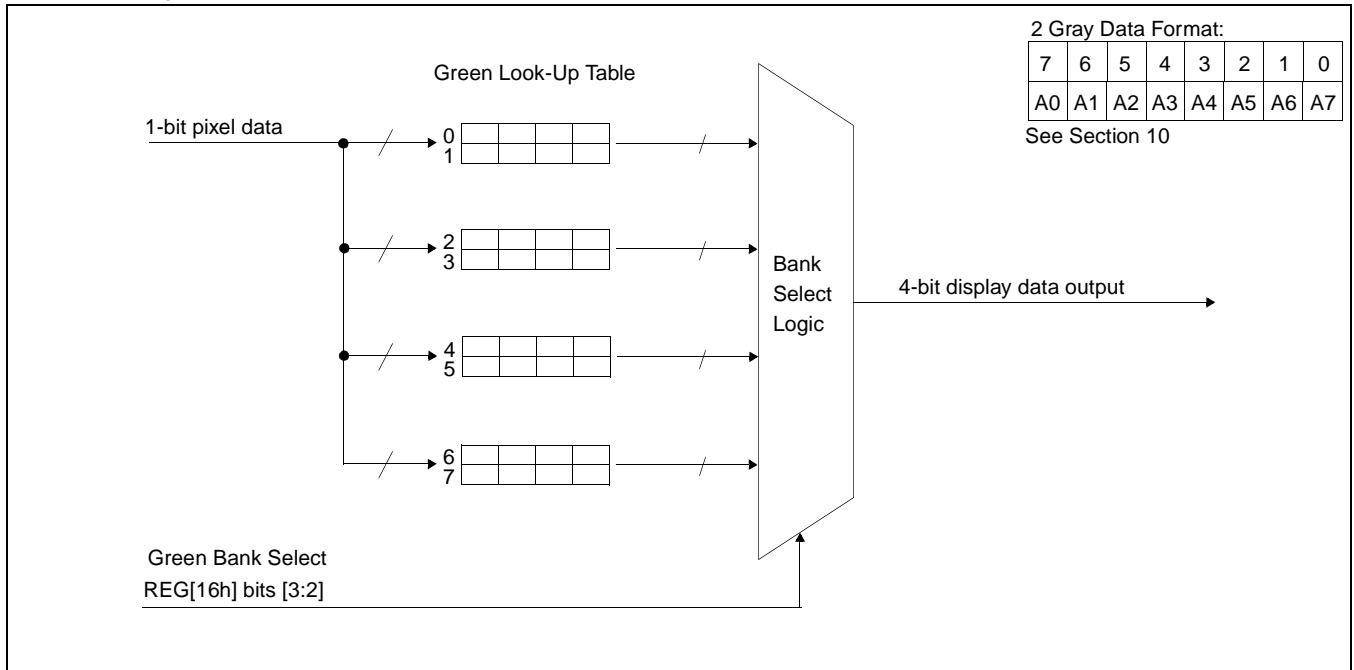 2 Gray Data Format:
7 6 5 4 3 2 1 0
A0 A1 A2 A3 A4 A5 A6 A7
See Section 10
Green Look-Up Table
1-bit pixel data
0
1
2
3
4
5
6
7
Bank
Select
Logic
4-bit display data output
Green Bank Select
REG[16h] bits [3:2]